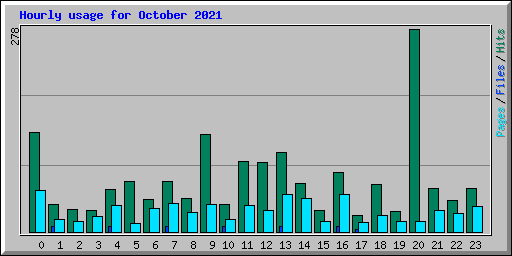 Hourly usage for October 2021
278
Pages/Files/Hits
0 1 2 3 4 5 6 7 8 9 10 11 12 13 14 15 16 17 18 19 20 21 22 23